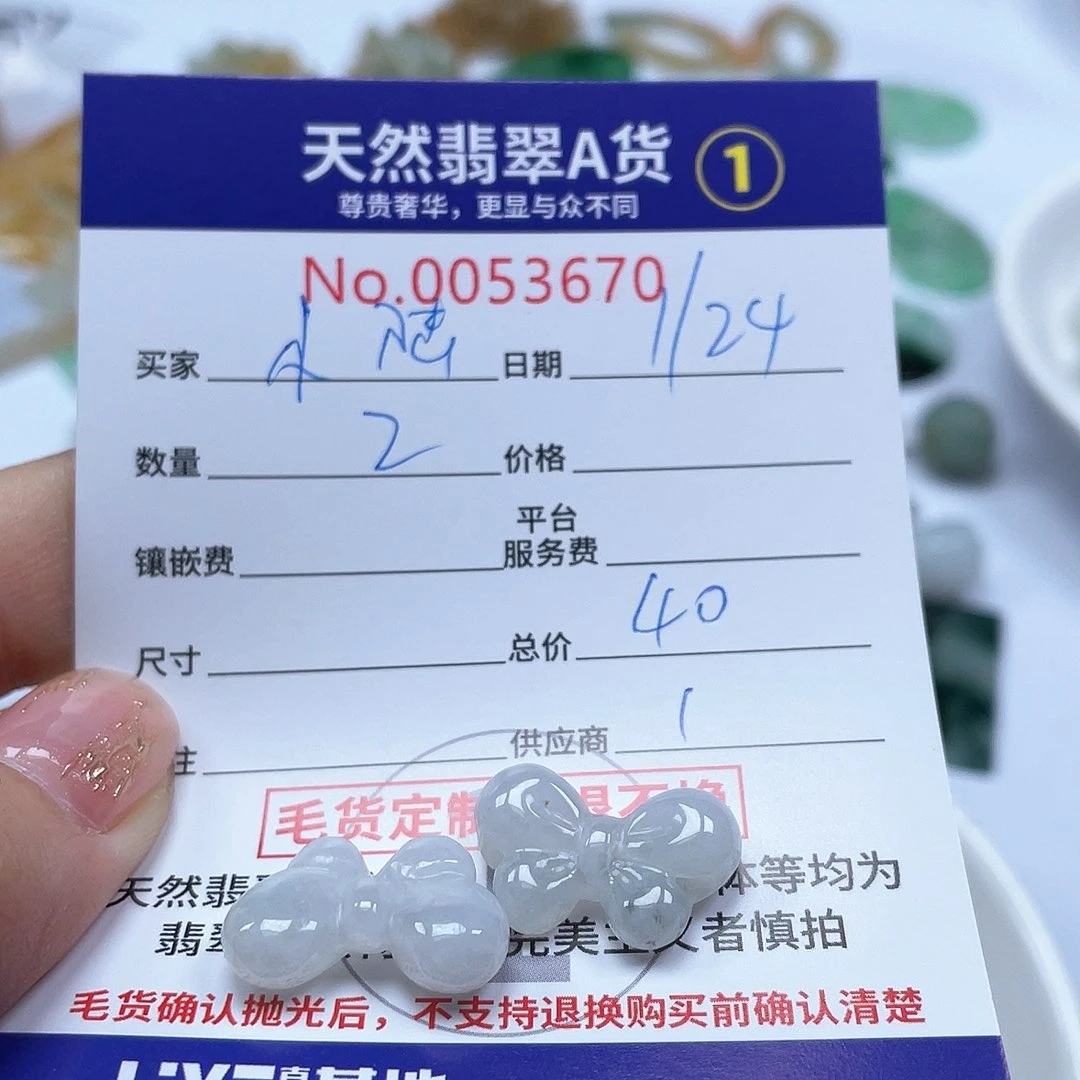 天然翡翠A货 1
尊贵奢华，更显与众不同
No.0053670
买家 日期 1/24
数量 2 价格
平台
镶嵌费 服务费
尺寸 总价 40
注 供应商 1
毛货定制 退不换
天然翡 体等均为
翡翠 完美主义者慎拍
毛货确认抛光后，不支持退换购买前确认清楚